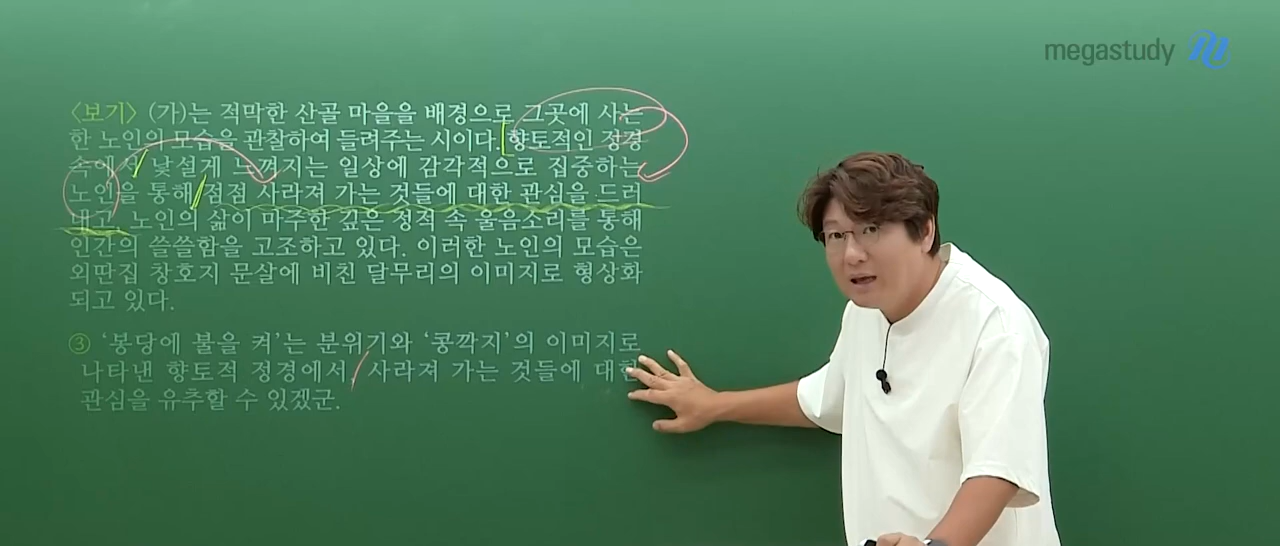 megastudy M
〈보기〉 (가)는 적막한 산골 마을을 배경으로 그곳에 사는
한 노인의 모습을 관찰하여 들려주는 시이다. 향토적인 정경
속에서 낯설게 느껴지는 일상에 감각적으로 집중하는
노인을 통해 점점 사라져 가는 것들에 대한 관심을 드러
내고, 노인의 삶이 마주한 깊은 정적 속 울음소리를 통해
인간의 쓸쓸함을 고조하고 있다. 이러한 노인의 모습은
외딴집 창호지 문살에 비친 달무리의 이미지로 형상화
되고 있다.
③ ‘봉당에 불을 켜’는 분위기와 ‘콩깍지’의 이미지로
나타낸 향토적 정경에서, 사라져 가는 것들에 대한
관심을 유추할 수 있겠군.